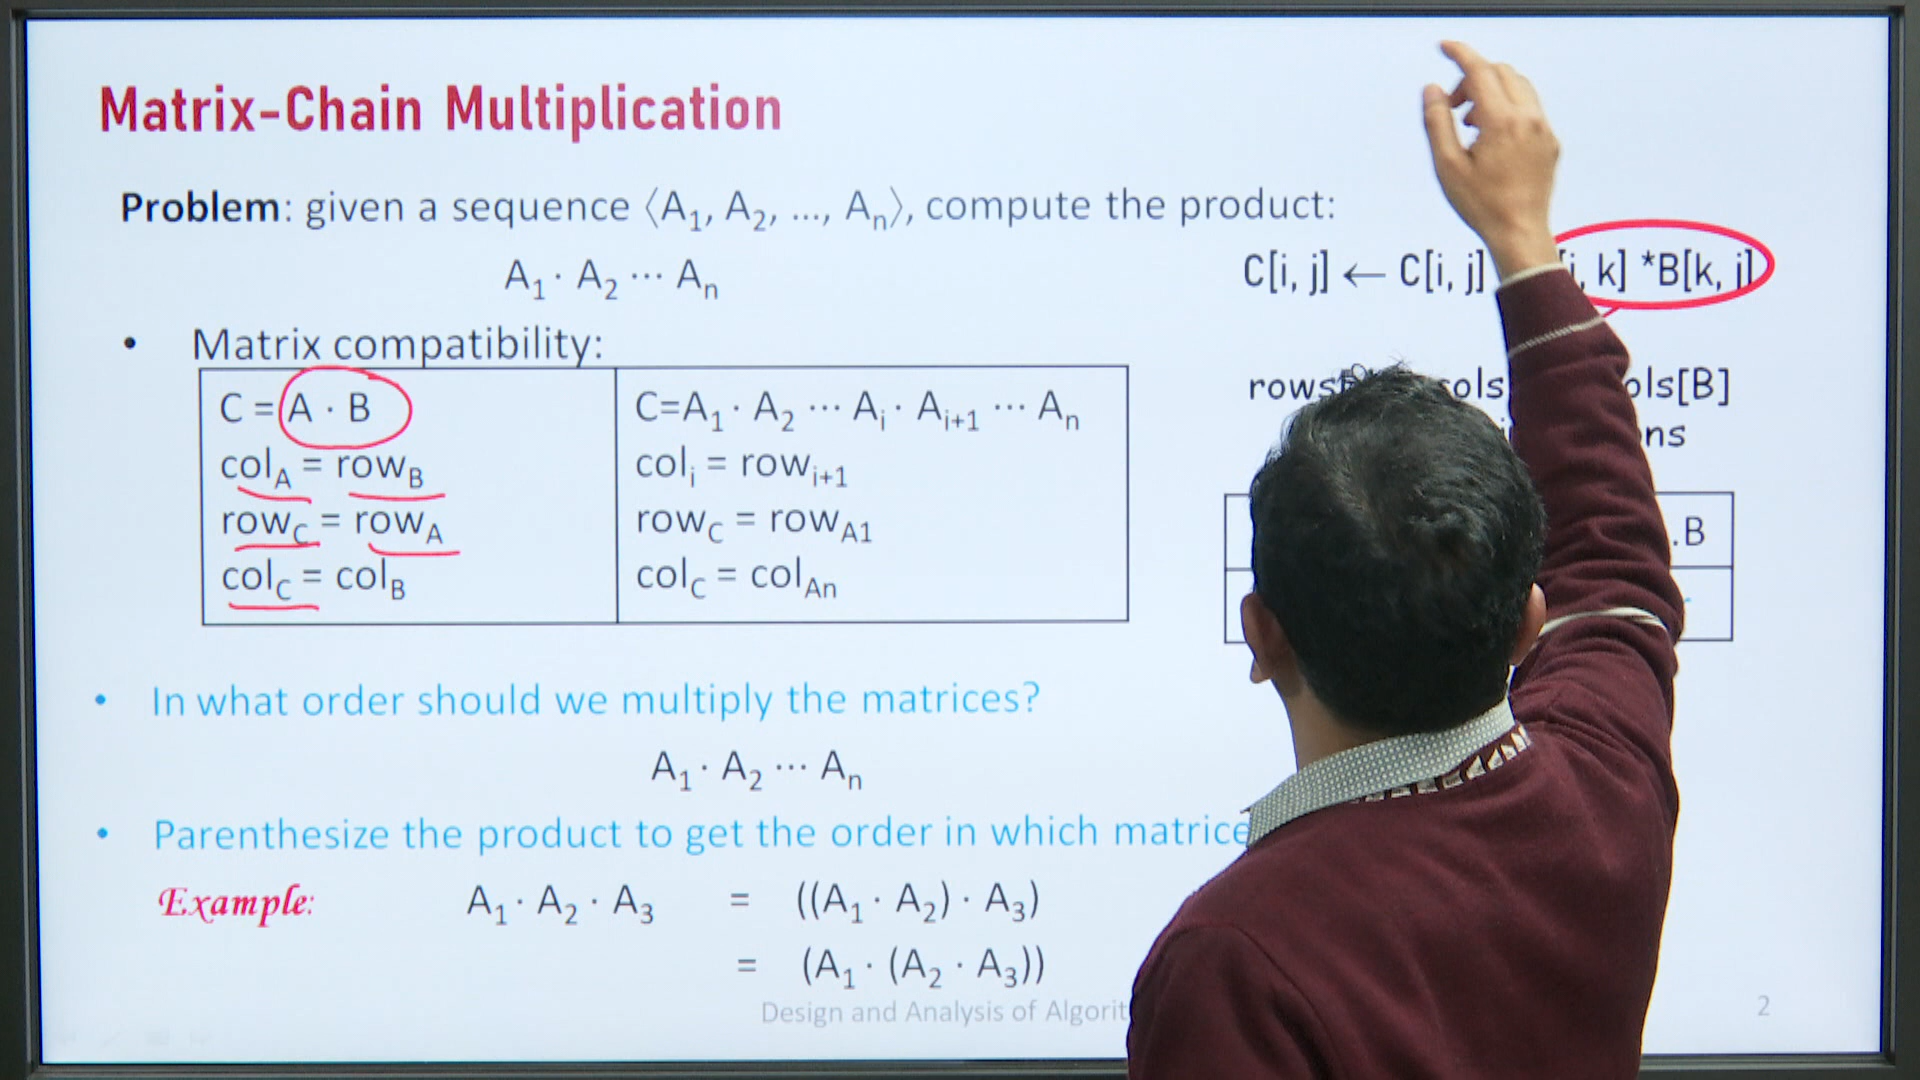 Matrix-Chain Multiplication
Problem: given a sequence ⟨A₁, A₂, ..., Aₙ⟩, compute the product:
A₁ · A₂ ··· Aₙ
C[i, j] ← C[i, j] , k] *B[k, j]
• Matrix compatibility:
C = A · B
colA = rowB
rowC = rowA
colC = colB
C=A₁ · A₂ ··· Aᵢ · Aᵢ₊₁ ··· Aₙ
colᵢ = rowᵢ₊₁
rowC = rowA1
colC = colAn
rows ols ols[B]
ns
.B
• In what order should we multiply the matrices?
A₁ · A₂ ··· Aₙ
• Parenthesize the product to get the order in which matrice
Example: A₁ · A₂ · A₃ = ((A₁ · A₂) · A₃)
= (A₁ · (A₂ · A₃))
Design and Analysis of Algorit
2